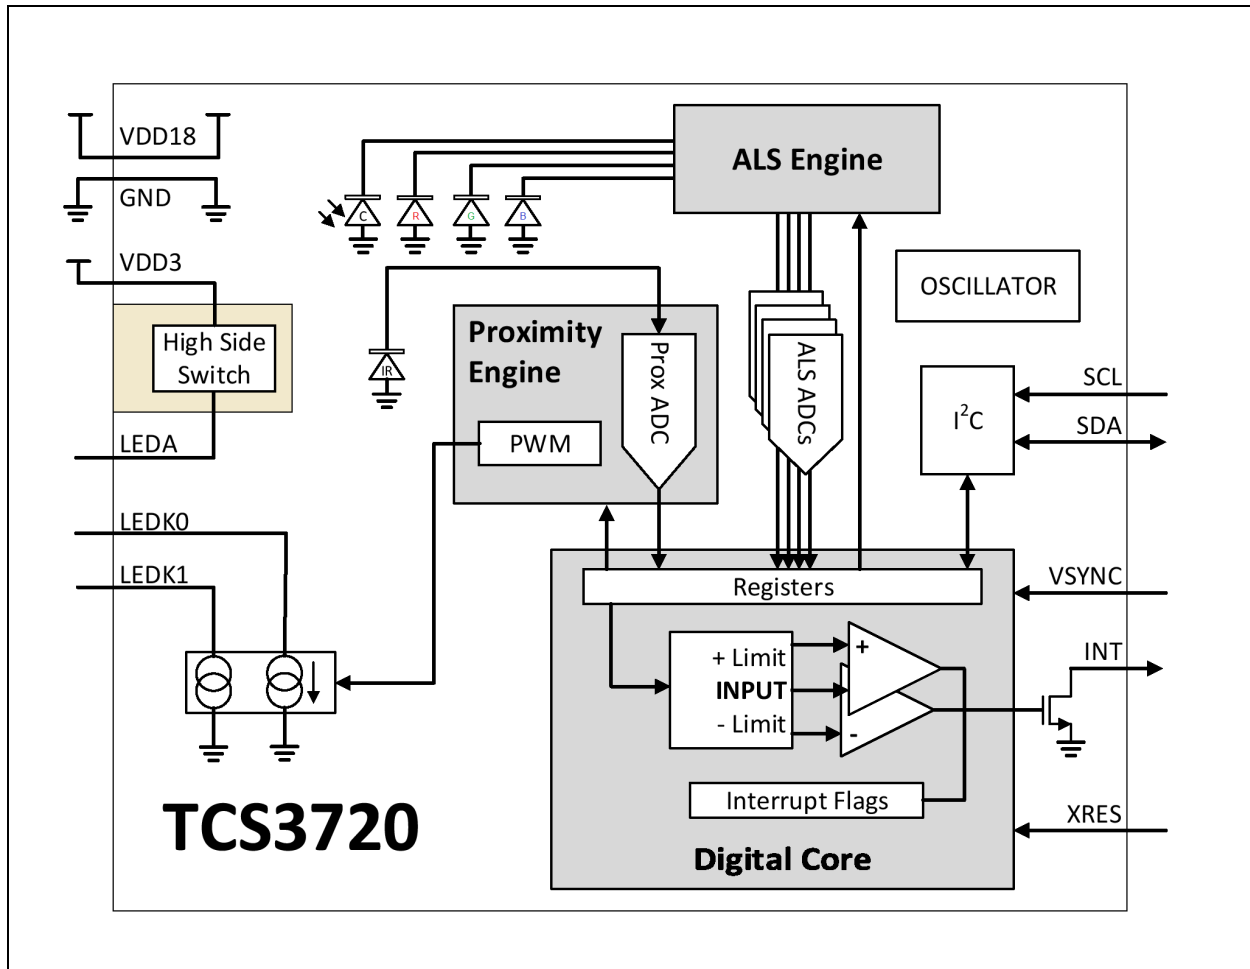 VDD18
GND
VDD3
High Side
Switch
LEDA
LEDK0
LEDK1
C
R
G
B
IR
ALS Engine
OSCILLATOR
Proximity
Engine
Prox ADC
PWM
ALS ADCs
I²C
SCL
SDA
VSYNC
INT
XRES
Registers
+ Limit
INPUT
- Limit
+
-
Interrupt Flags
Digital Core
TCS3720